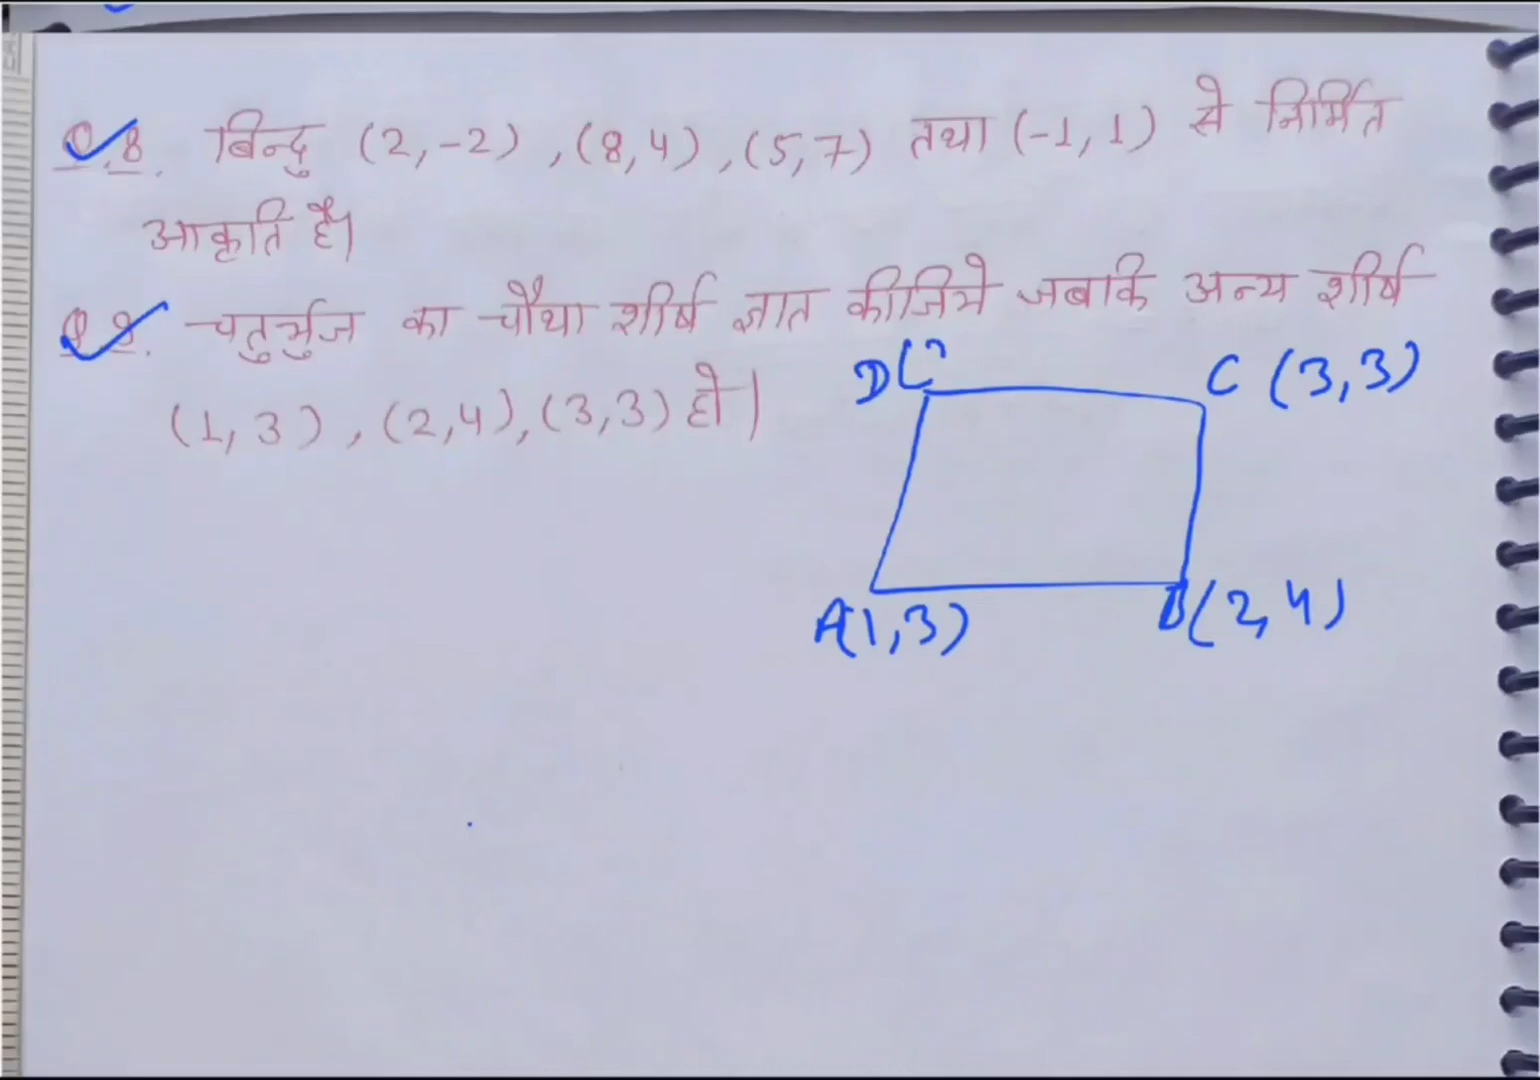 Q.8. बिन्दु (2,-2), (8,4), (5,7) तथा (-1,1) से निर्मित
आकृति है।
Q.9. चतुर्भुज का चौथा शीर्ष ज्ञात कीजिये जबकि अन्य शीर्ष
(1,3), (2,4), (3,3) हो।
D(? C (3,3)
A(1,3) B(2,4)